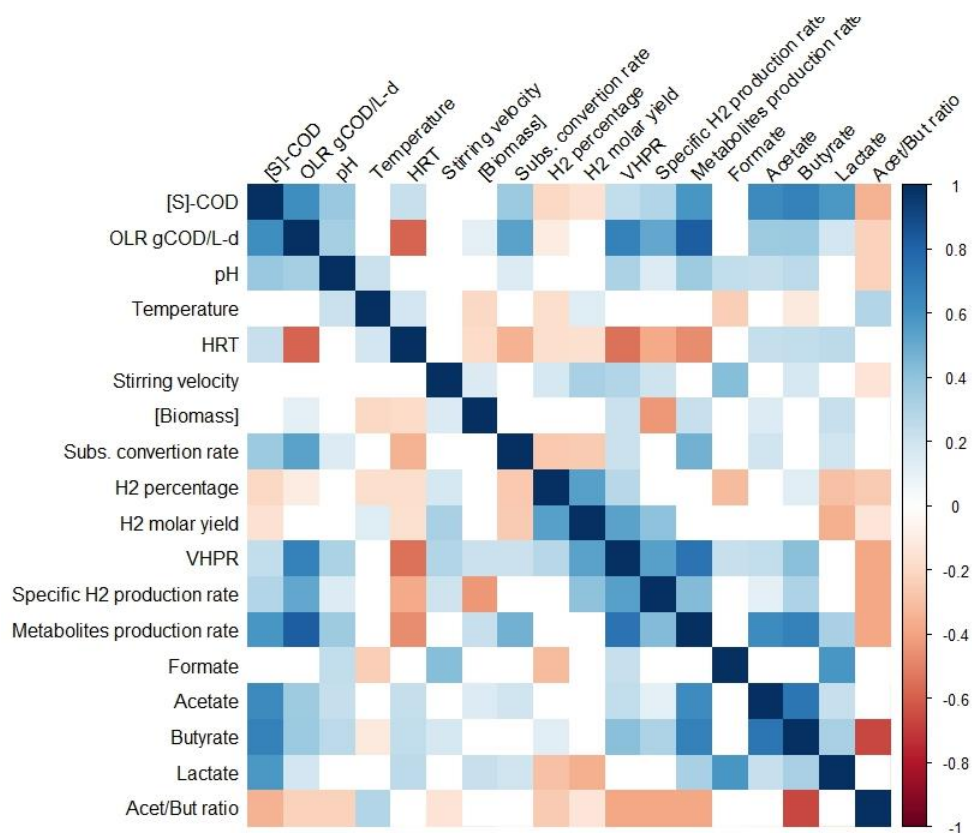 [S]-COD
OLR gCOD/L-d
pH
Temperature
HRT
Stirring velocity
[Biomass]
Subs. convertion rate
H2 percentage
H2 molar yield
VHPR
Specific H2 production rate
Metabolites production rate
Formate
Acetate
Butyrate
Lactate
Acet/But ratio
[S]-COD
OLR gCOD/L-d
pH
Temperature
HRT
Stirring velocity
[Biomass]
Subs. convertion rate
H2 percentage
H2 molar yield
VHPR
Specific H2 production rate
Metabolites production rate
Formate
Acetate
Butyrate
Lactate
Acet/But ratio
1
0.8
0.6
0.4
0.2
0
-0.2
-0.4
-0.6
-0.8
-1